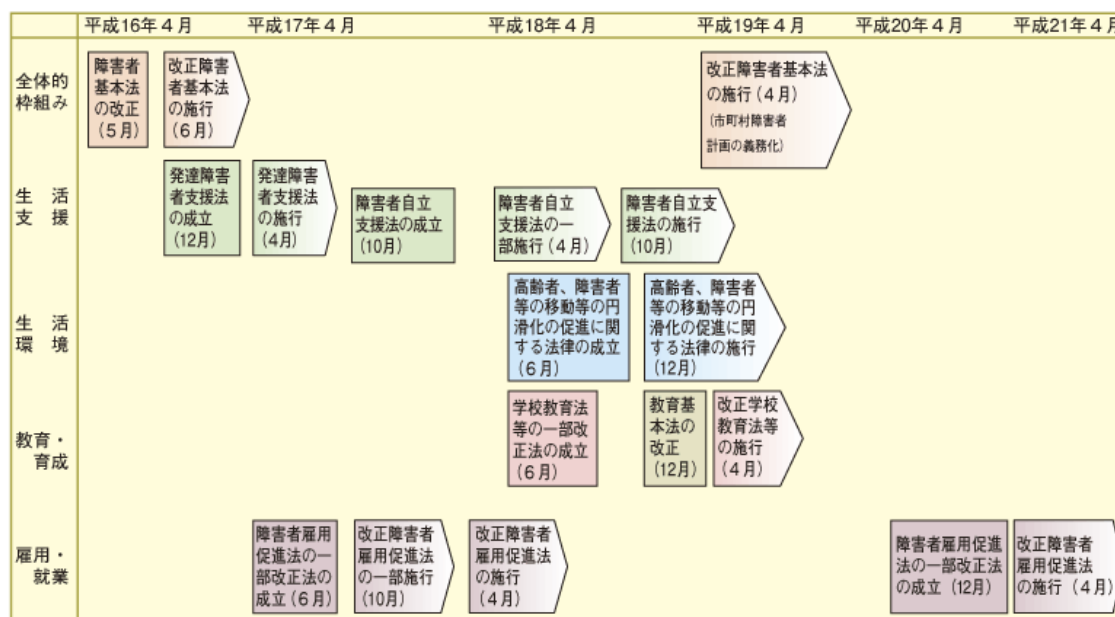 平成16年4月
平成17年4月
平成18年4月
平成19年4月
平成20年4月
平成21年4月
全体的
枠組み
障害者
基本法
の改正
(5月)
改正障害
者基本法
の施行
(6月)
改正障害者基本法
の施行(4月)
(市町村障害者
計画の義務化)
生活
支援
発達障害
者支援法
の成立
(12月)
発達障害
者支援法
の施行
(4月)
障害者自立
支援法の成立
(10月)
障害者自立
支援法の一
部施行(4月)
障害者自立支
援法の施行
(10月)
生活
環境
高齢者、障害者
等の移動等の円
滑化の促進に関
する法律の成立
(6月)
高齢者、障害者
等の移動等の円
滑化の促進に関
する法律の施行
(12月)
教育・
育成
学校教育法
等の一部改
正法の成立
(6月)
教育基
本法の
改正
(12月)
改正学校
教育法等
の施行
(4月)
雇用・
就業
障害者雇用
促進法の一
部改正法の
成立(6月)
改正障害者
雇用促進法
の一部施行
(10月)
改正障害者
雇用促進法
の施行
(4月)
障害者雇用促進
法の一部改正法
の成立(12月)
改正障害者
雇用促進法
の施行(4月)